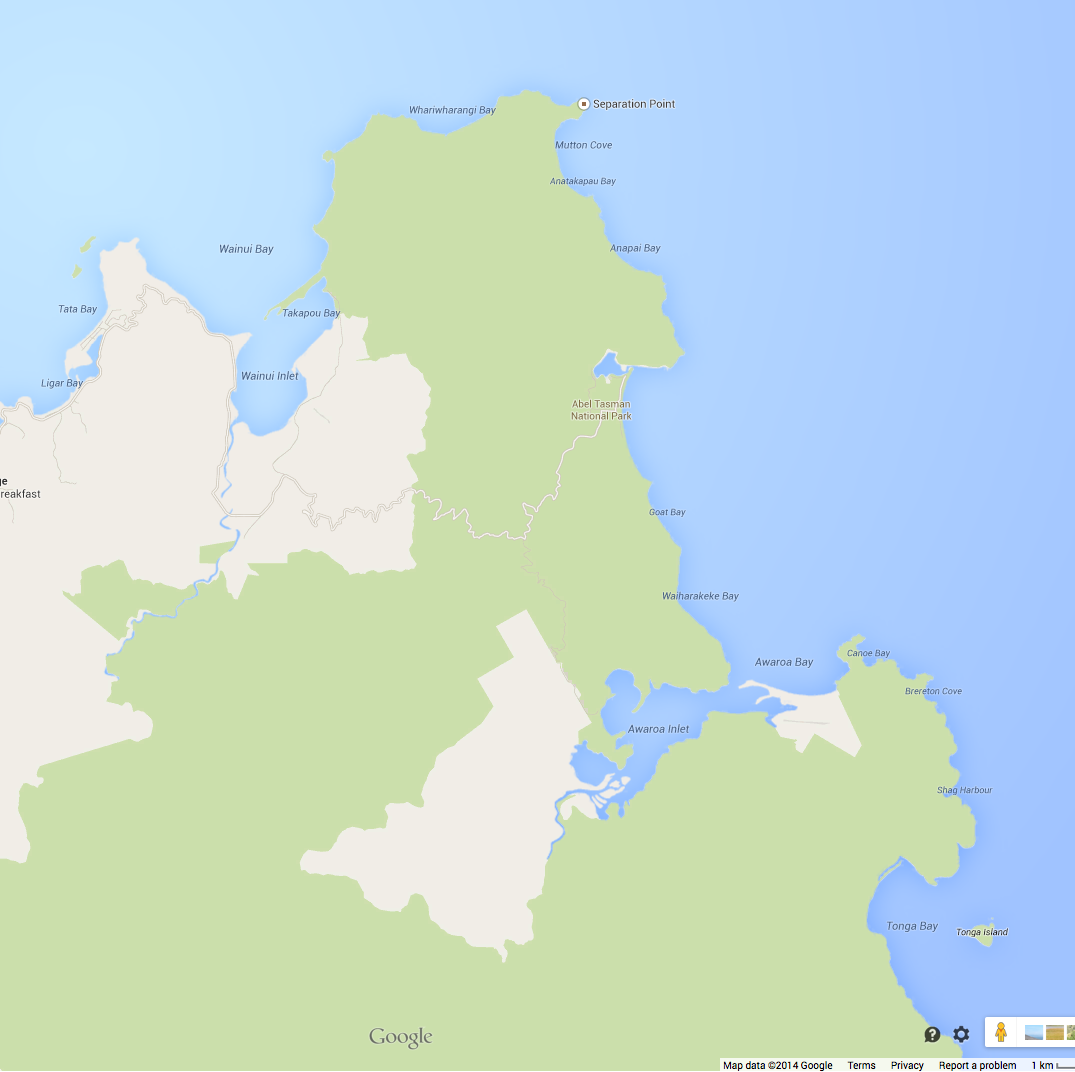 Separation Point
Whariwharangi Bay
Mutton Cove
Anatakapau Bay
Wainui Bay
Anapai Bay
Tata Bay
Takapou Bay
Wainui Inlet
Ligar Bay
Abel Tasman
National Park
ge
reakfast
Goat Bay
Waiharakeke Bay
Canoe Bay
Awaroa Bay
Brereton Cove
Awaroa Inlet
Shag Harbour
Tonga Bay
Tonga Island
Google
?
Map data ©2014 Google Terms Privacy Report a problem 1 km